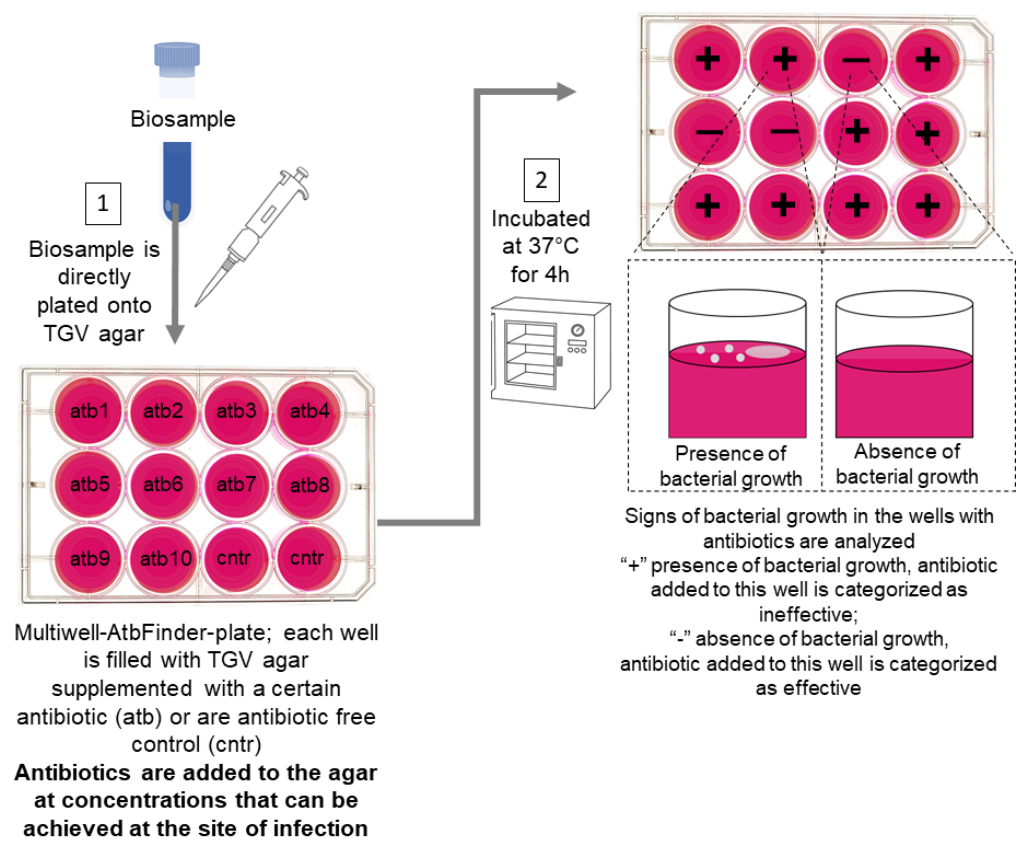 Biosample
1
Biosample is
directly
plated onto
TGV agar
atb1 atb2 atb3 atb4
atb5 atb6 atb7 atb8
atb9 atb10 cntr cntr
Multiwell-AtbFinder-plate; each well
is filled with TGV agar
supplemented with a certain
antibiotic (atb) or are antibiotic free
control (cntr)
Antibiotics are added to the agar
at concentrations that can be
achieved at the site of infection
2
Incubated
at 37°C
for 4h
+ + – +
– – + +
+ + + +
Presence of
bacterial growth
Absence of
bacterial growth
Signs of bacterial growth in the wells with
antibiotics are analyzed
“+” presence of bacterial growth, antibiotic
added to this well is categorized as
ineffective;
“-” absence of bacterial growth,
antibiotic added to this well is categorized
as effective